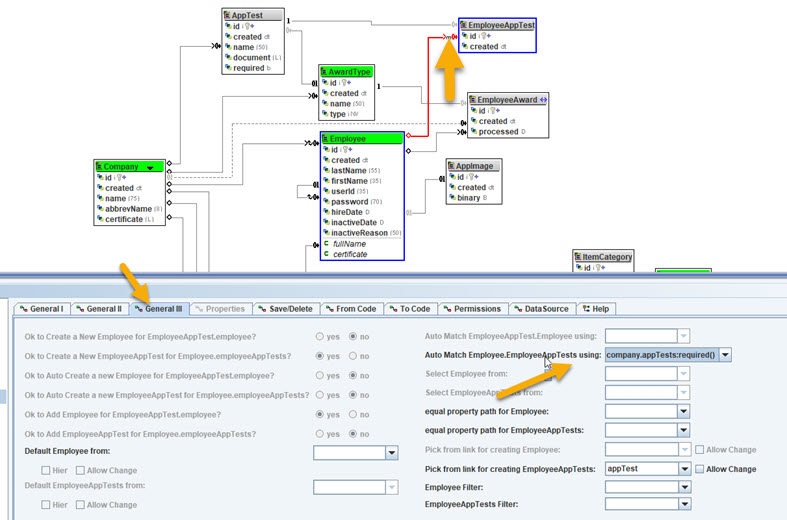 AppTest
id i
created dt
name (50)
document (L)
required b
1
EmployeeAppTest
id i
created dt
AwardType
id i
created dt
name (50)
type i NV
1
EmployeeAward
id i
created dt
processed D
Employee
id i
created dt
lastName (55)
firstName (35)
userId (35)
password (70)
hireDate D
inactiveDate D
inactiveReason (50)
fullName
certificate
Company
id i
created dt
name (75)
abbrevName (8)
certificate (L)
AppImage
id i
created dt
binary B
ItemCategory
id i
General I
General II
General III
Properties
Save/Delete
From Code
To Code
Permissions
DataSource
Help
Ok to Create a New Employee for EmployeeAppTest.employee? yes no
Ok to Create a New EmployeeAppTest for Employee.employeeAppTests? yes no
Ok to Auto Create a new Employee for EmployeeAppTest.employee? yes no
Ok to Auto Create a new EmployeeAppTest for Employee.employeeAppTests? yes no
Ok to Add Employee for EmployeeAppTest.employee? yes no
Ok to Add EmployeeAppTest for Employee.employeeAppTests? yes no
Default Employee from:
Hier Allow Change
Default EmployeeAppTests from:
Hier Allow Change
Auto Match EmployeeAppTest.Employee using:
Auto Match Employee.EmployeeAppTests using: company.appTests:required()
Select Employee from:
Select EmployeeAppTests from:
equal property path for Employee:
equal property path for EmployeeAppTests:
Pick from link for creating Employee: Allow Change
Pick from link for creating EmployeeAppTests: appTest Allow Change
Employee Filter:
EmployeeAppTests Filter: